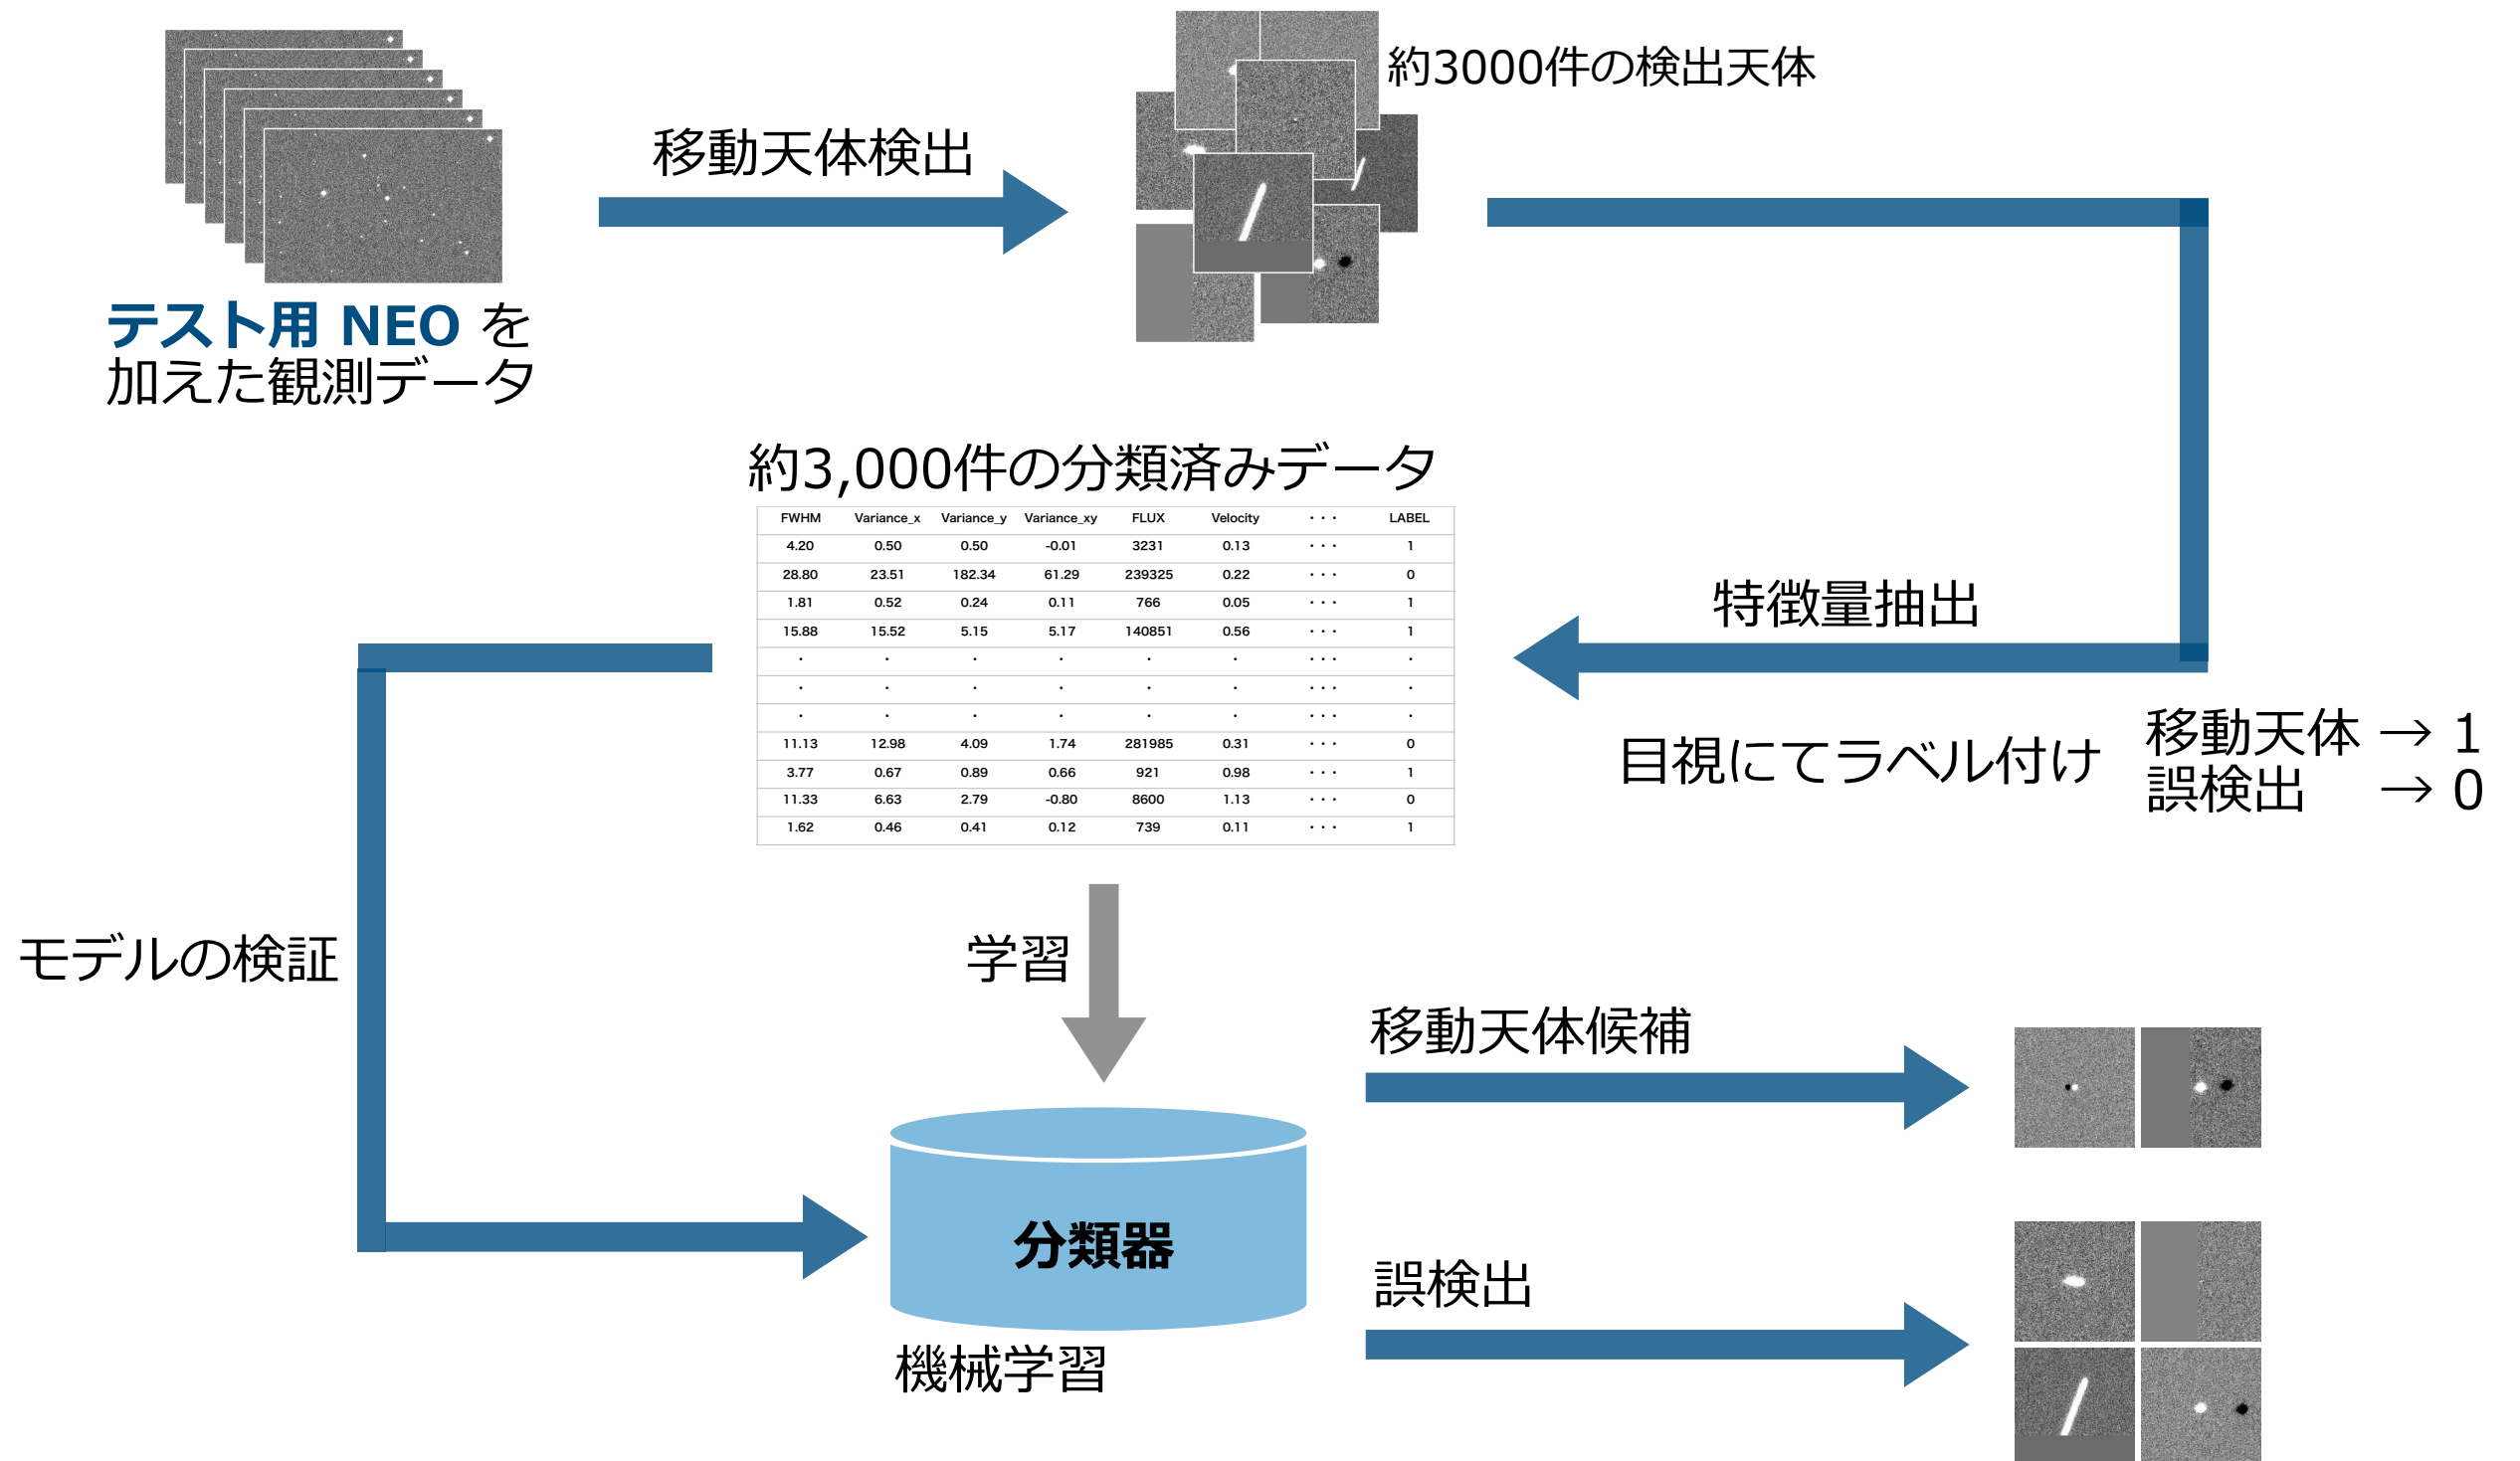 約3000件の検出天体
移動天体検出
テスト用 NEO を
加えた観測データ
約3,000件の分類済みデータ
FWHM Variance_x Variance_y Variance_xy FLUX Velocity ・・・ LABEL
4.20 0.50 0.50 -0.01 3231 0.13 ・・・ 1
28.80 23.51 182.34 61.29 239325 0.22 ・・・ 0
1.81 0.52 0.24 0.11 766 0.05 ・・・ 1
15.88 15.52 5.15 5.17 140851 0.56 ・・・ 1
・ ・ ・ ・ ・ ・ ・・・ ・
・ ・ ・ ・ ・ ・ ・・・ ・
・ ・ ・ ・ ・ ・ ・・・ ・
11.13 12.98 4.09 1.74 281985 0.31 ・・・ 0
3.77 0.67 0.89 0.66 921 0.98 ・・・ 1
11.33 6.63 2.79 -0.80 8600 1.13 ・・・ 0
1.62 0.46 0.41 0.12 739 0.11 ・・・ 1
特徴量抽出
目視にてラベル付け
移動天体 → 1
誤検出 → 0
モデルの検証
学習
移動天体候補
分類器
誤検出
機械学習